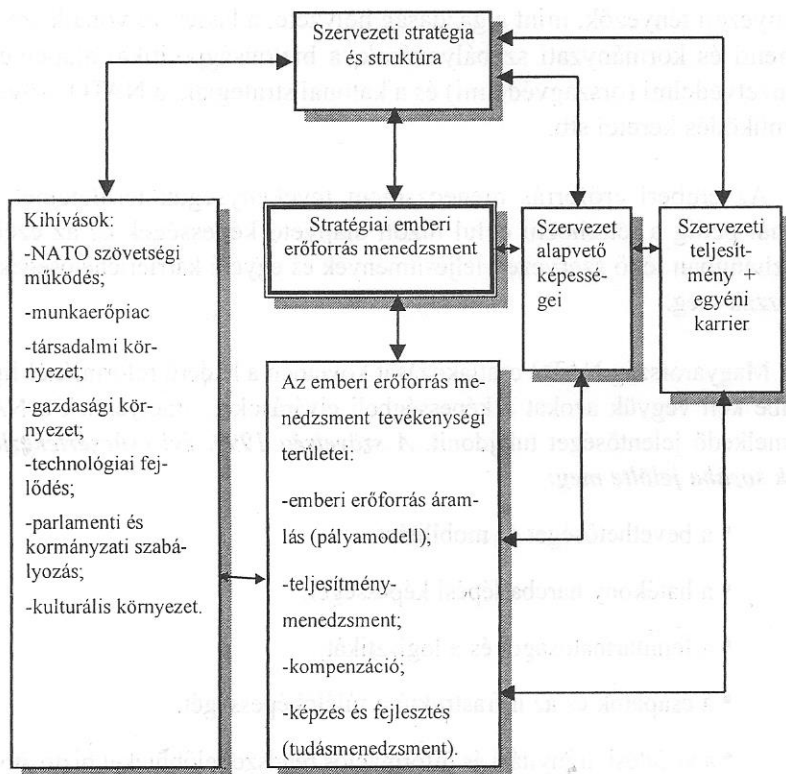 Szervezeti stratégia
és struktúra
Kihívások:
-NATO szövetségi
működés;
-munkaerőpiac
-társadalmi kör-
nyezet;
-gazdasági kör-
nyezet;
-technológiai fej-
lődés;
-parlamenti és
kormányzati szabá-
lyozás;
-kulturális környezet.
Stratégiai emberi
erőforrás menedzsment
Szervezet
alapvető
képessé-
gei
Szervezeti
teljesít-
mény +
egyéni
karrier
Az emberi erőforrás me-
nedzsment tevékenységi
területei:
-emberi erőforrás áram-
lás (pályamodell);
-teljesítmény-
menedzsment;
-kompenzáció;
-képzés és fejlesztés
(tudásmenedzsment).